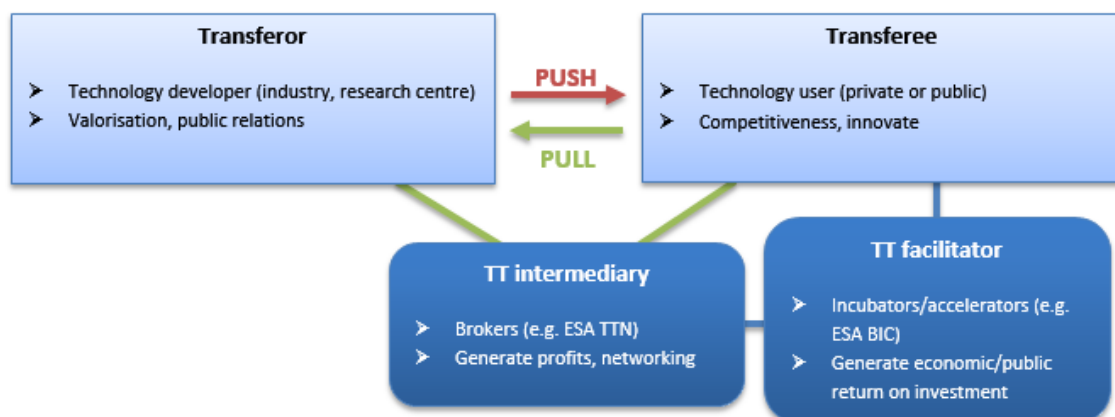 Transferor
➤ Technology developer (industry, research centre)
➤ Valorisation, public relations
PUSH
PULL
Transferee
➤ Technology user (private or public)
➤ Competitiveness, innovate
TT intermediary
➤ Brokers (e.g. ESA TTN)
➤ Generate profits, networking
TT facilitator
➤ Incubators/accelerators (e.g.
ESA BIC)
➤ Generate economic/public
return on investment